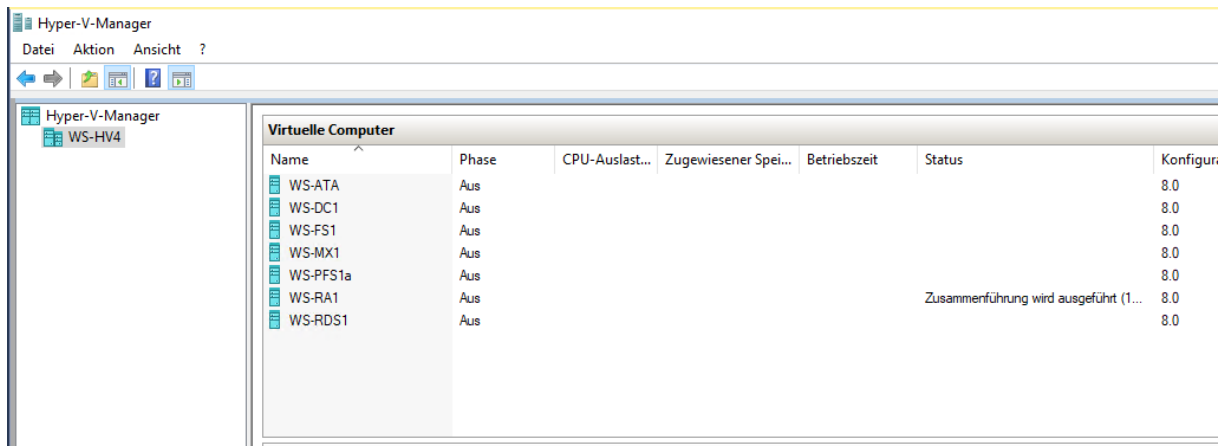 Hyper-V-Manager
Datei Aktion Ansicht ?
Hyper-V-Manager
WS-HV4
Virtuelle Computer
Name Phase CPU-Auslast... Zugewiesener Spei... Betriebszeit Status Konfigura
WS-ATA Aus 8.0
WS-DC1 Aus 8.0
WS-FS1 Aus 8.0
WS-MX1 Aus 8.0
WS-PFS1a Aus 8.0
WS-RA1 Aus Zusammenführung wird ausgeführt (1... 8.0
WS-RDS1 Aus 8.0